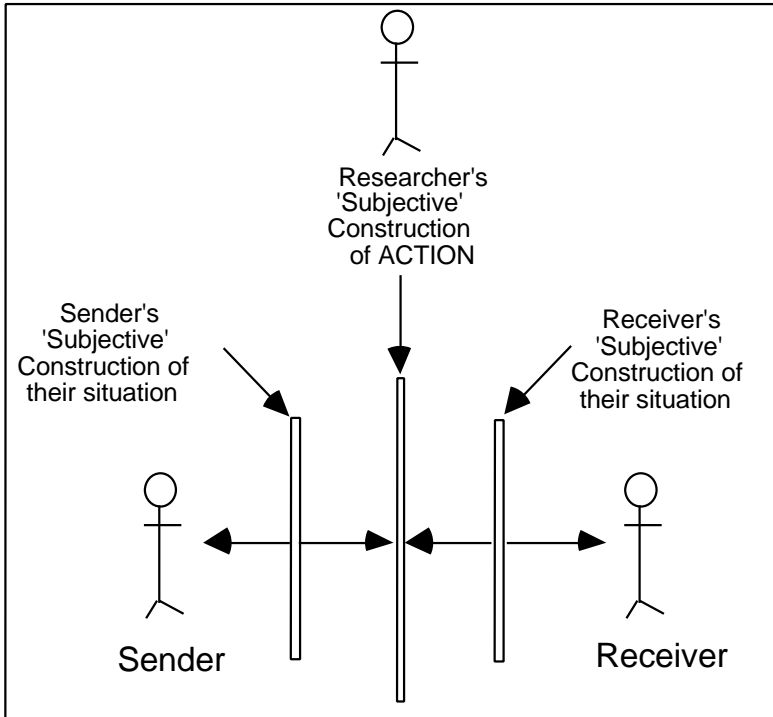 Researcher's
'Subjective'
Construction
of ACTION
Sender's
'Subjective'
Construction of
their situation
Receiver's
'Subjective'
Construction of
their situation
Sender
Receiver